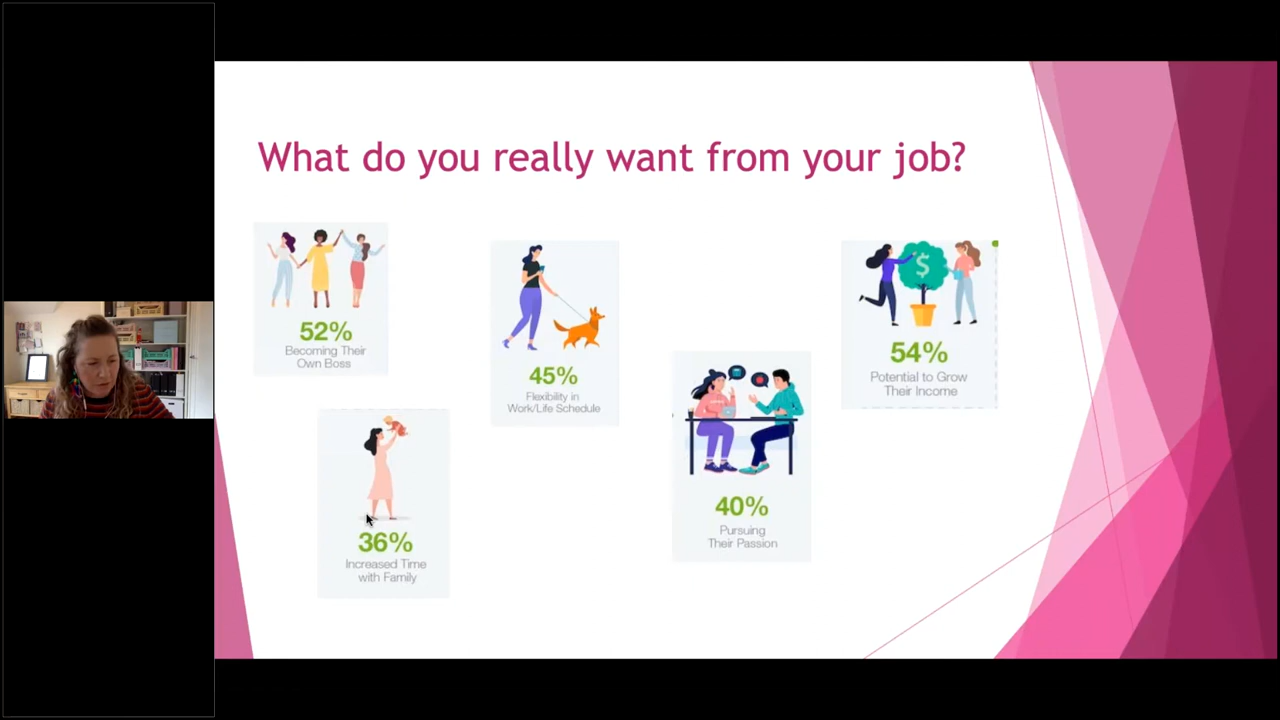 What do you really want from your job?
52%
Becoming Their
Own Boss
45%
Flexibility in
Work/Life Schedule
54%
Potential to Grow
Their Income
36%
Increased Time
with Family
40%
Pursuing
Their Passion
$